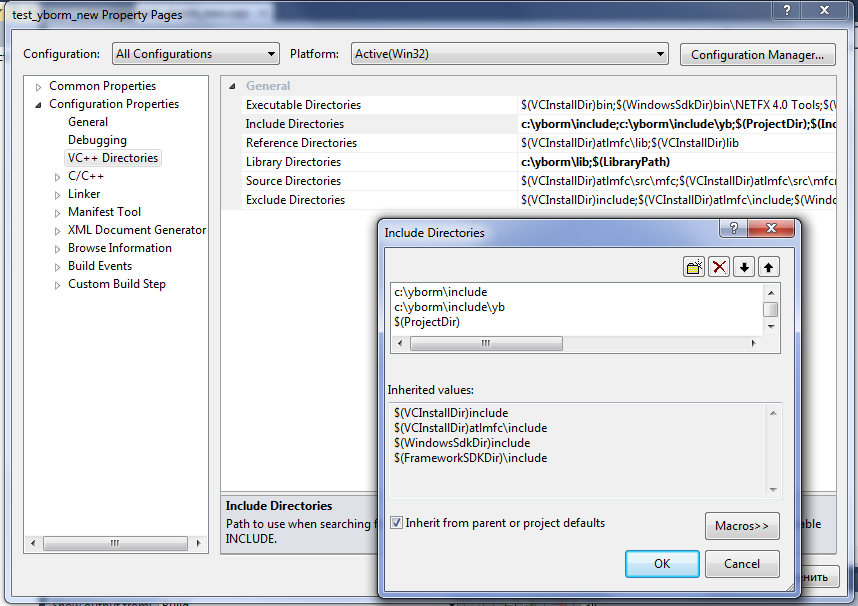 test_yborm_new Property Pages
Configuration: All Configurations Platform: Active(Win32) Configuration Manager...
Common Properties
Configuration Properties
General
Debugging
VC++ Directories
C/C++
Linker
Manifest Tool
XML Document Generator
Browse Information
Build Events
Custom Build Step
General
Executable Directories $(VCInstallDir)bin;$(WindowsSdkDir)bin\NETFX 4.0 Tools;$(W
Include Directories c:\yborm\include;c:\yborm\include\yb;$(ProjectDir);$(Inc
Reference Directories $(VCInstallDir)atlmfc\lib;$(VCInstallDir)lib
Library Directories c:\yborm\lib;$(LibraryPath)
Source Directories $(VCInstallDir)atlmfc\src\mfc;$(VCInstallDir)atlmfc\src\mfcm
Exclude Directories $(VCInstallDir)include;$(VCInstallDir)atlmfc\include;$(Windo
Include Directories
Path to use when searching f
INCLUDE.
able
Include Directories
c:\yborm\include
c:\yborm\include\yb
$(ProjectDir)
Inherited values:
$(VCInstallDir)include
$(VCInstallDir)atlmfc\include
$(WindowsSdkDir)include
$(FrameworkSDKDir)\include
Inherit from parent or project defaults
Macros>>
OK Cancel
нить